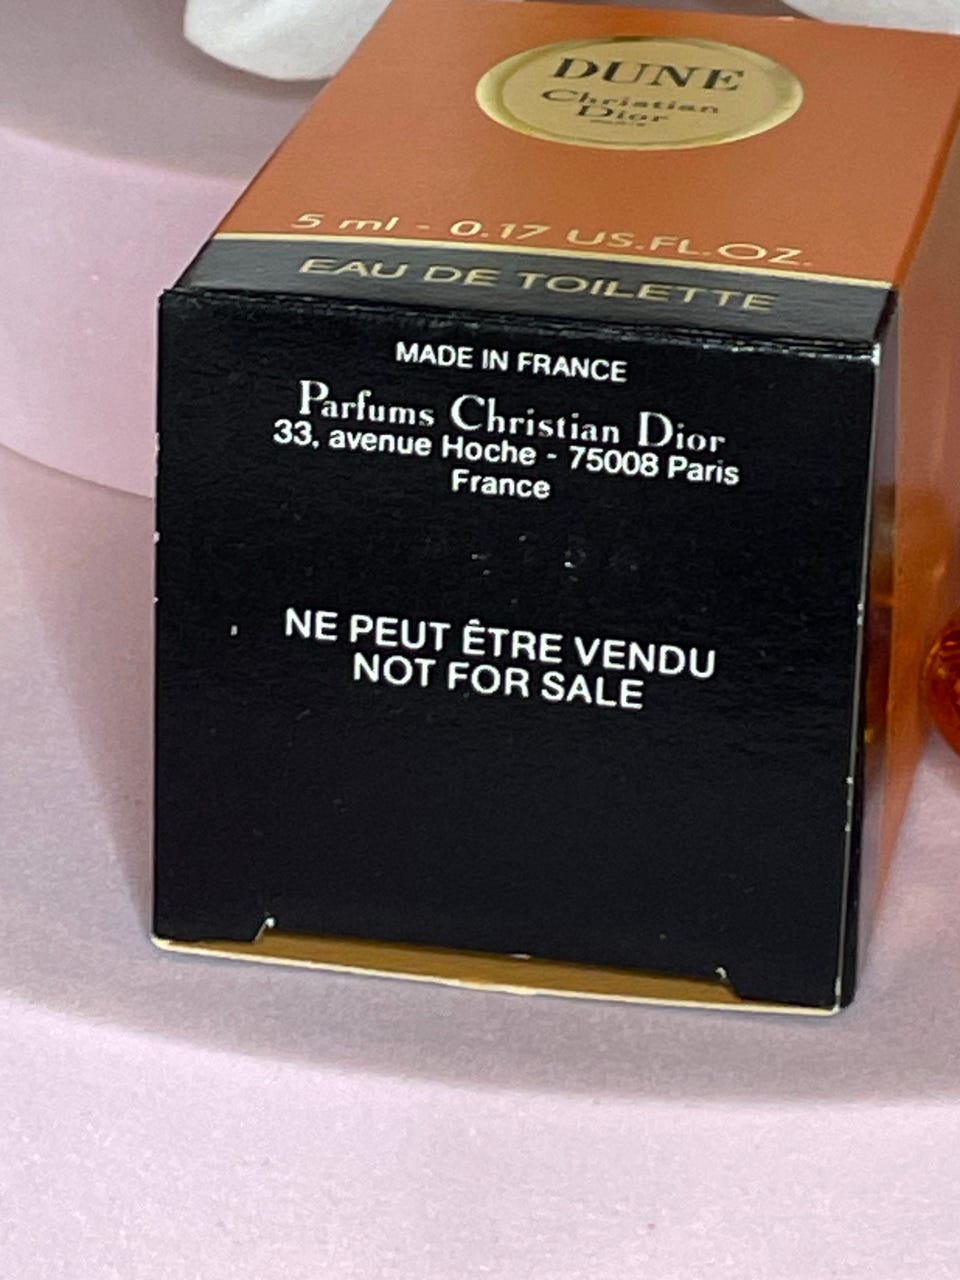 DUNE
Christian
Dior
PARIS
5 ml - 0.17 US.FL.OZ.
EAU DE TOILETTE
MADE IN FRANCE
Parfums Christian Dior
33, avenue Hoche - 75008 Paris
France
NE PEUT ÊTRE VENDU
NOT FOR SALE